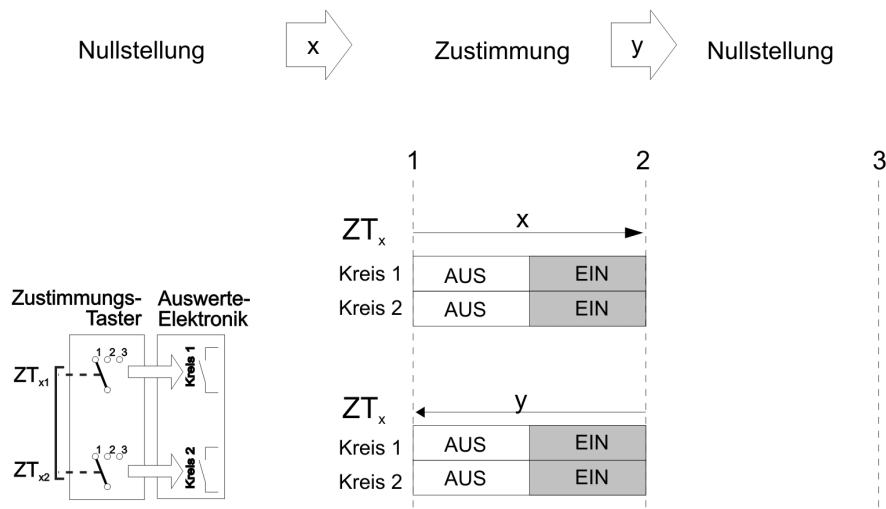 Nullstellung x Zustimmung y Nullstellung
1 2 3
ZTx x
Kreis 1 AUS EIN
Kreis 2 AUS EIN
Zustimmungs-
Taster
Auswerte-
Elektronik
1 2 3
ZTx1
Kreis 1
1 2 3
ZTx2
Kreis 2
ZTx y
Kreis 1 AUS EIN
Kreis 2 AUS EIN